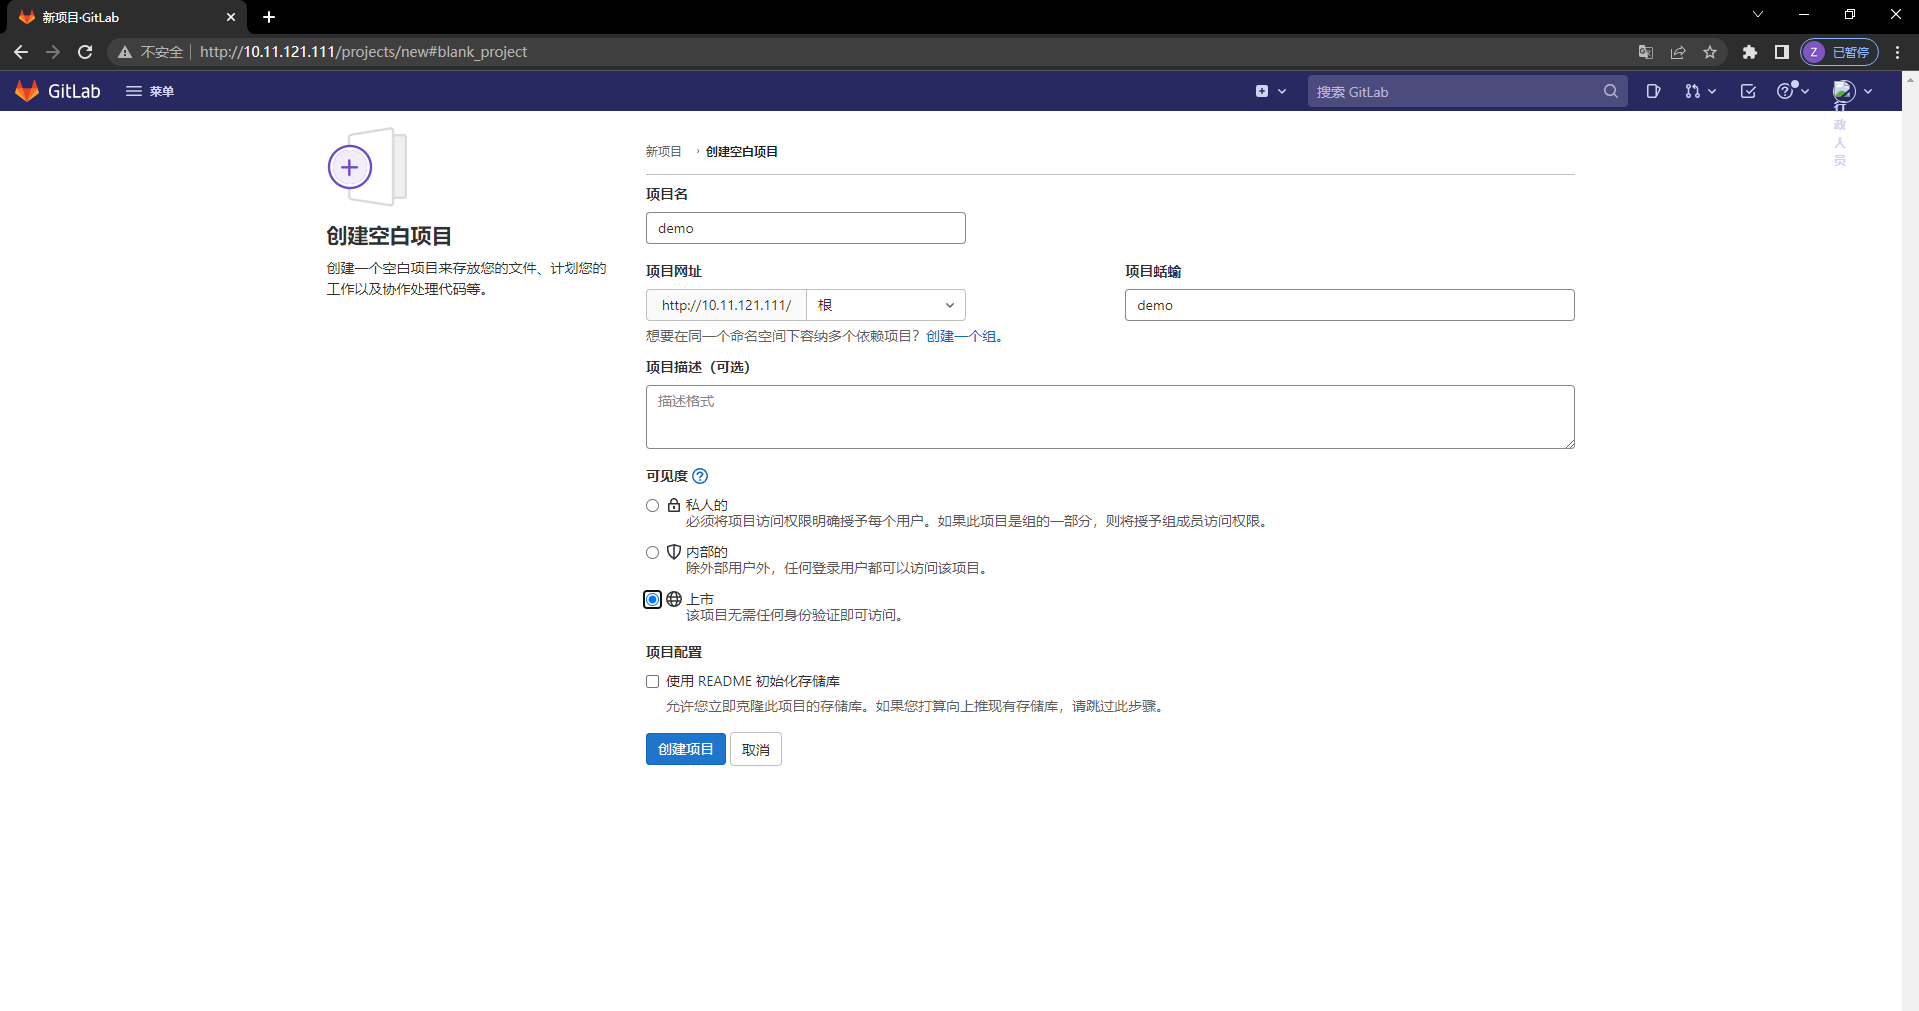 新项目·GitLab
不安全 http://10.11.121.111/projects/new#blank_project
Z 已暂停
GitLab 菜单
搜索 GitLab
行
政
人
员
新项目 › 创建空白项目
创建空白项目
创建一个空白项目来存放您的文件、计划您的
工作以及协作处理代码等。
项目名
demo
项目网址 项目蛞蝓
http://10.11.121.111/ 根 demo
想要在同一个命名空间下容纳多个依赖项目？创建一个组。
项目描述（可选）
描述格式
可见度
私人的
必须将项目访问权限明确授予每个用户。如果此项目是组的一部分，则将授予组成员访问权限。
内部的
除外部用户外，任何登录用户都可以访问该项目。
上市
该项目无需任何身份验证即可访问。
项目配置
使用 README 初始化存储库
允许您立即克隆此项目的存储库。如果您打算向上推现有存储库，请跳过此步骤。
创建项目 取消